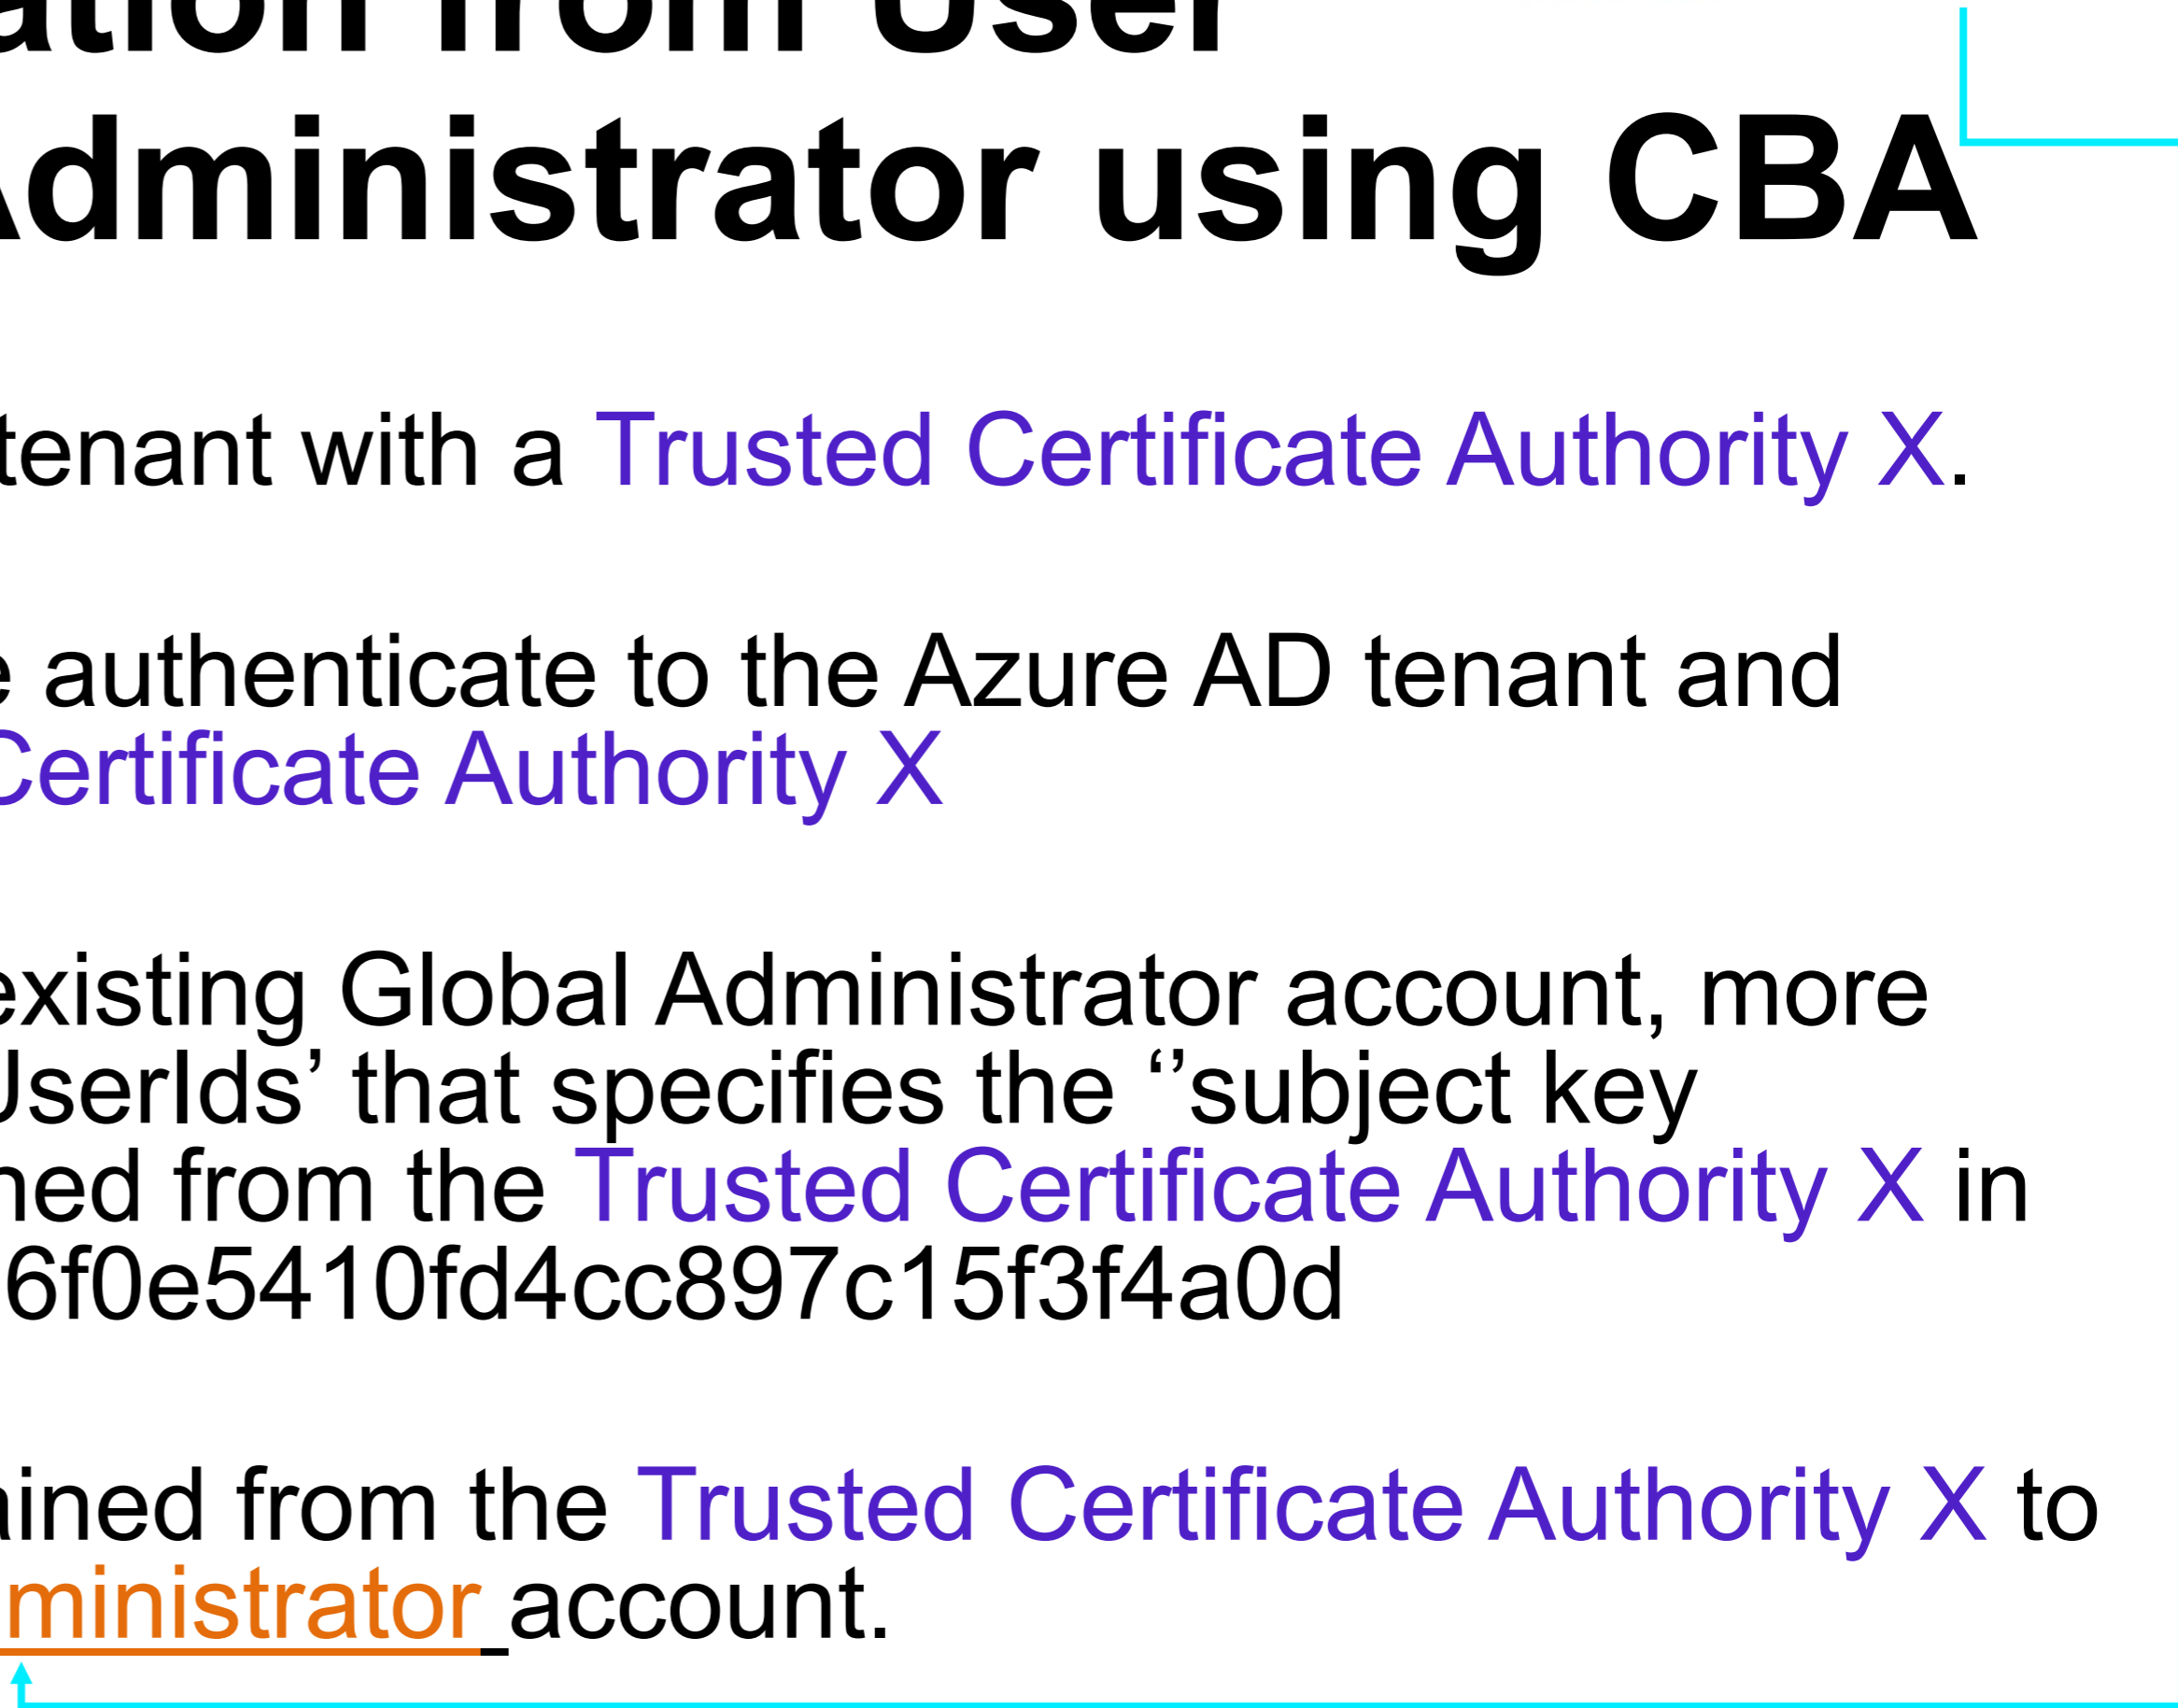 ation from User
Administrator using CBA
tenant with a Trusted Certificate Authority X.
authenticate to the Azure AD tenant and
Certificate Authority X
existing Global Administrator account, more
UserIds’ that specifies the ‘’subject key
ned from the Trusted Certificate Authority X in
6f0e5410fd4cc897c15f3f4a0d
ained from the Trusted Certificate Authority X to
ministrator account.